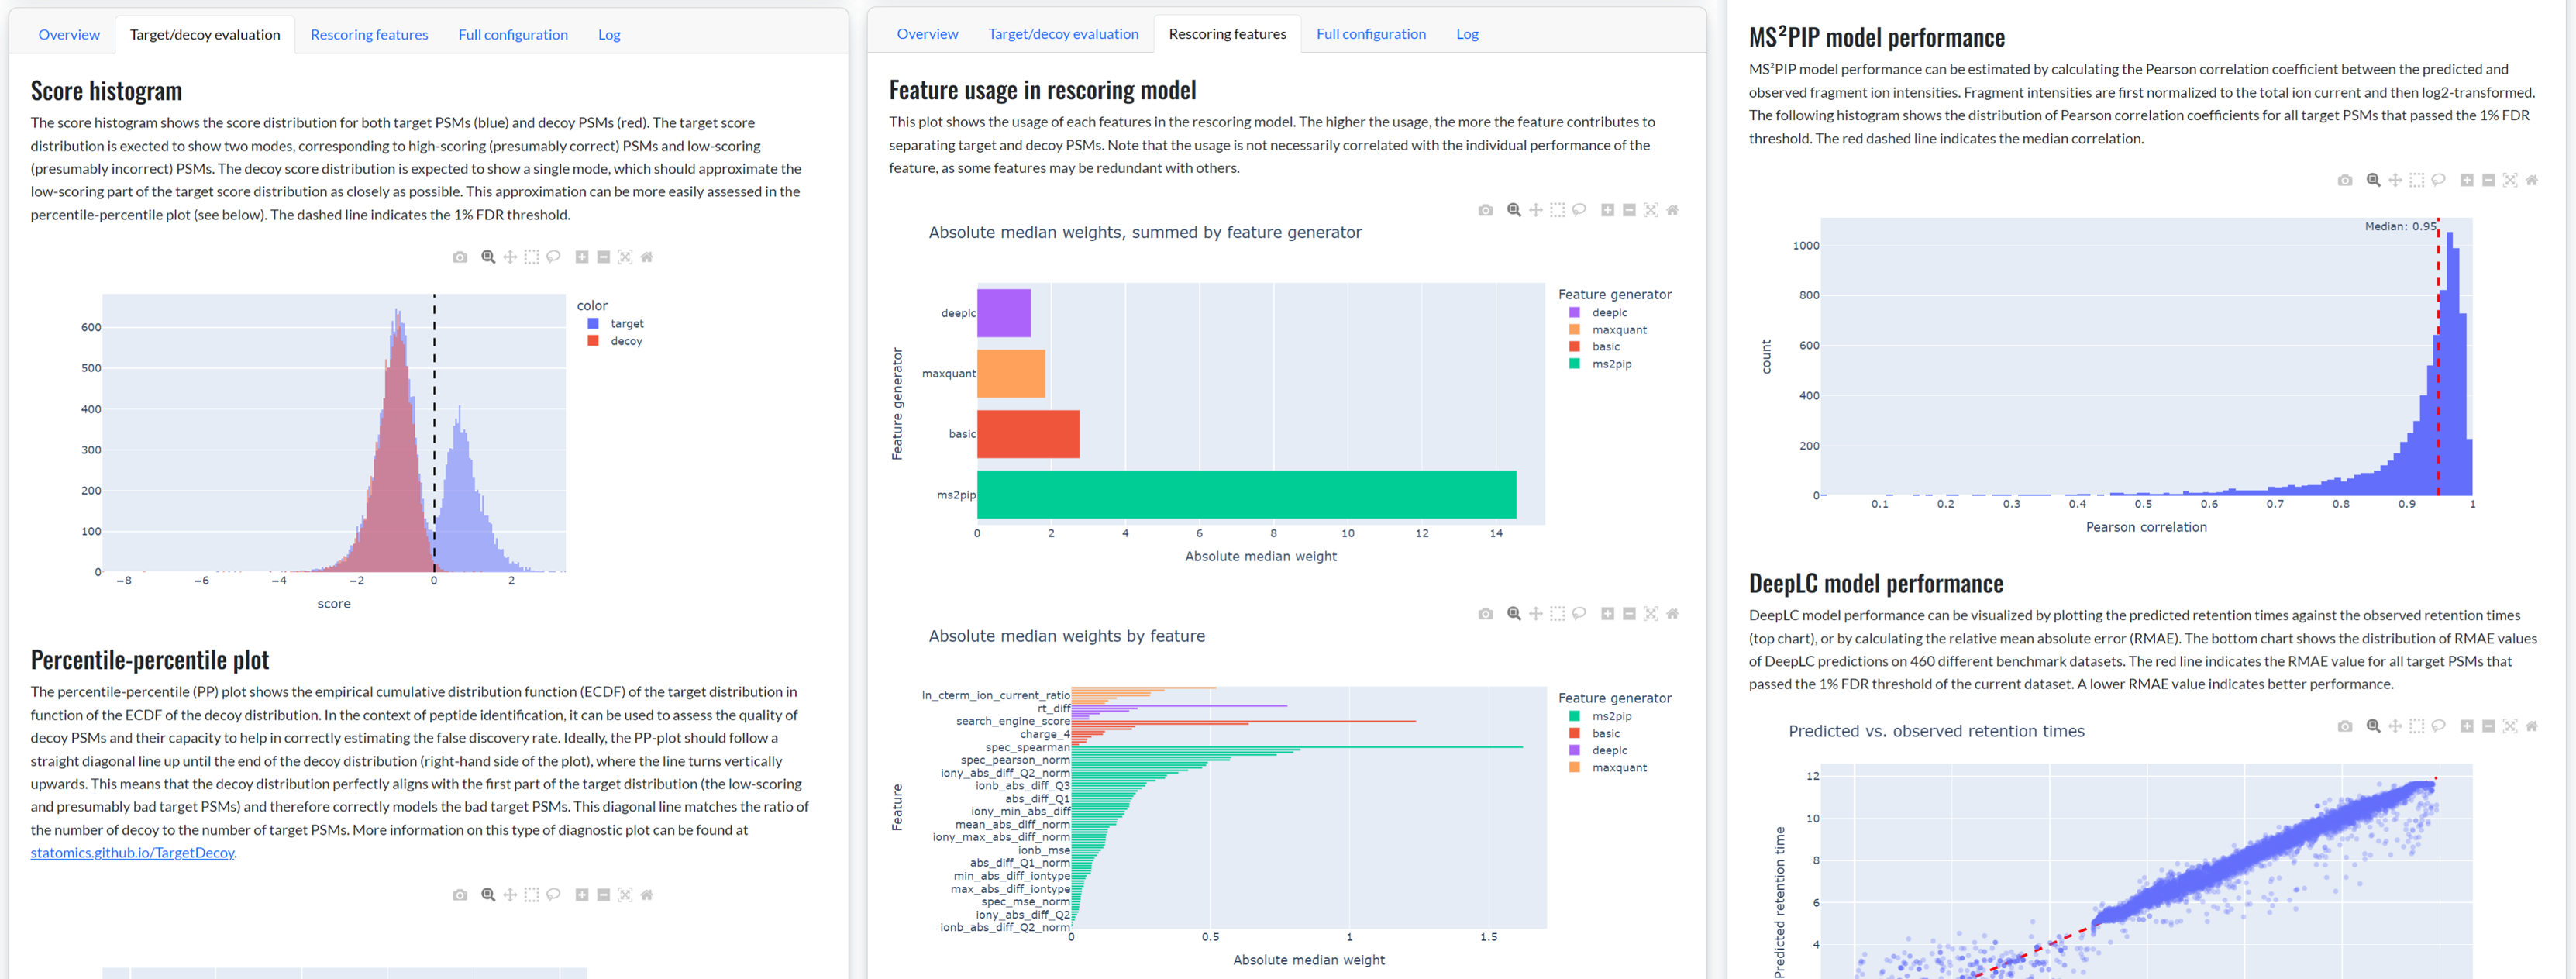 Overview Target/decoy evaluation Rescoring features Full configuration Log
Score histogram
The score histogram shows the score distribution for both target PSMs (blue) and decoy PSMs (red). The target score
distribution is exected to show two modes, corresponding to high-scoring (presumably correct) PSMs and low-scoring
(presumably incorrect) PSMs. The decoy score distribution is expected to show a single mode, which should approximate the
low-scoring part of the target score distribution as closely as possible. This approximation can be more easily assessed in the
percentile-percentile plot (see below). The dashed line indicates the 1% FDR threshold.
color
target
decoy
600
500
400
300
200
100
0
−8 −6 −4 −2 0 2
score
Percentile-percentile plot
The percentile-percentile (PP) plot shows the empirical cumulative distribution function (ECDF) of the target distribution in
function of the ECDF of the decoy distribution. In the context of peptide identification, it can be used to assess the quality of
decoy PSMs and their capacity to help in correctly estimating the false discovery rate. Ideally, the PP-plot should follow a
straight diagonal line up until the end of the decoy distribution (right-hand side of the plot), where the line turns vertically
upwards. This means that the decoy distribution perfectly aligns with the first part of the target distribution (the low-scoring
and presumably bad target PSMs) and therefore correctly models the bad target PSMs. This diagonal line matches the ratio of
the number of decoy to the number of target PSMs. More information on this type of diagnostic plot can be found at
statomics.github.io/TargetDecoy.
Overview Target/decoy evaluation Rescoring features Full configuration Log
Feature usage in rescoring model
This plot shows the usage of each features in the rescoring model. The higher the usage, the more the feature contributes to
separating target and decoy PSMs. Note that the usage is not necessarily correlated with the individual performance of the
feature, as some features may be redundant with others.
Absolute median weights, summed by feature generator
Feature generator
deeplc
maxquant
basic
ms2pip
0 2 4 6 8 10 12 14
Absolute median weight
Feature generator
deeplc
maxquant
basic
ms2pip
Absolute median weights by feature
Feature
ln_cterm_ion_current_ratio
rt_diff
search_engine_score
charge_4
spec_spearman
spec_pearson_norm
iony_abs_diff_Q2_norm
ionb_abs_diff_Q3
abs_diff_Q1
iony_min_abs_diff
mean_abs_diff_norm
iony_max_abs_diff_norm
ionb_mse
abs_diff_Q1_norm
min_abs_diff_iontype
max_abs_diff_iontype
spec_mse_norm
iony_abs_diff_Q2
ionb_abs_diff_Q2_norm
0 0.5 1 1.5
Absolute median weight
Feature generator
ms2pip
basic
deeplc
maxquant
MS²PIP model performance
MS²PIP model performance can be estimated by calculating the Pearson correlation coefficient between the predicted and
observed fragment ion intensities. Fragment intensities are first normalized to the total ion current and then log2-transformed.
The following histogram shows the distribution of Pearson correlation coefficients for all target PSMs that passed the 1% FDR
threshold. The red dashed line indicates the median correlation.
Median: 0.95
count
1000
800
600
400
200
0
0.1 0.2 0.3 0.4 0.5 0.6 0.7 0.8 0.9 1
Pearson correlation
DeepLC model performance
DeepLC model performance can be visualized by plotting the predicted retention times against the observed retention times
(top chart), or by calculating the relative mean absolute error (RMAE). The bottom chart shows the distribution of RMAE values
of DeepLC predictions on 460 different benchmark datasets. The red line indicates the RMAE value for all target PSMs that
passed the 1% FDR threshold of the current dataset. A lower RMAE value indicates better performance.
Predicted vs. observed retention times
Predicted retention time
12
10
8
6
4